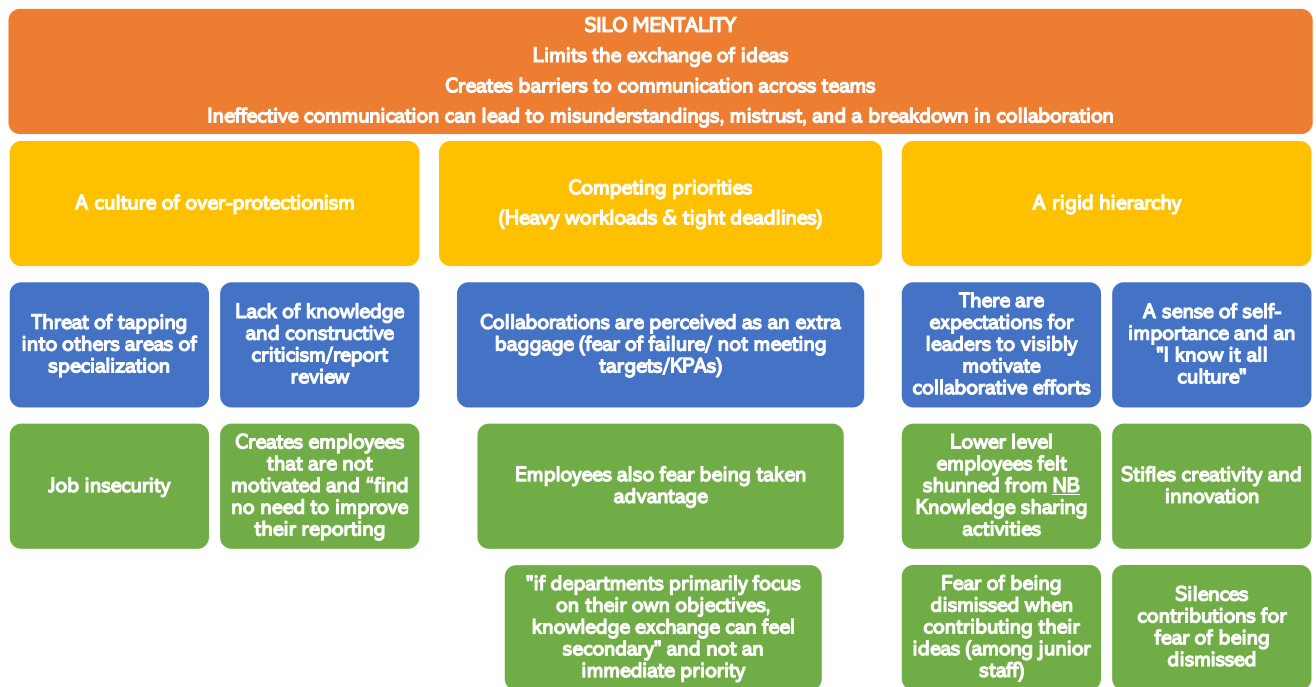 SILO MENTALITY
Limits the exchange of ideas
Creates barriers to communication across teams
Ineffective communication can lead to misunderstandings, mistrust, and a breakdown in collaboration
A culture of over-protectionism
Competing priorities
(Heavy workloads & tight deadlines)
A rigid hierarchy
Threat of tapping
into others areas of
specialization
Lack of knowledge
and constructive
criticism/report
review
Collaborations are perceived as an extra
baggage (fear of failure/ not meeting
targets/KPAs)
There are
expectations for
leaders to visibly
motivate
collaborative efforts
A sense of self-
importance and an
"I know it all
culture"
Job insecurity
Creates employees
that are not
motivated and “find
no need to improve
their reporting
Employees also fear being taken
advantage
Lower level
employees felt
shunned from NB
Knowledge sharing
activities
Stifles creativity and
innovation
"if departments primarily focus
on their own objectives,
knowledge exchange can feel
secondary" and not an
immediate priority
Fear of being
dismissed when
contributing their
ideas (among junior
staff)
Silences
contributions for
fear of being
dismissed